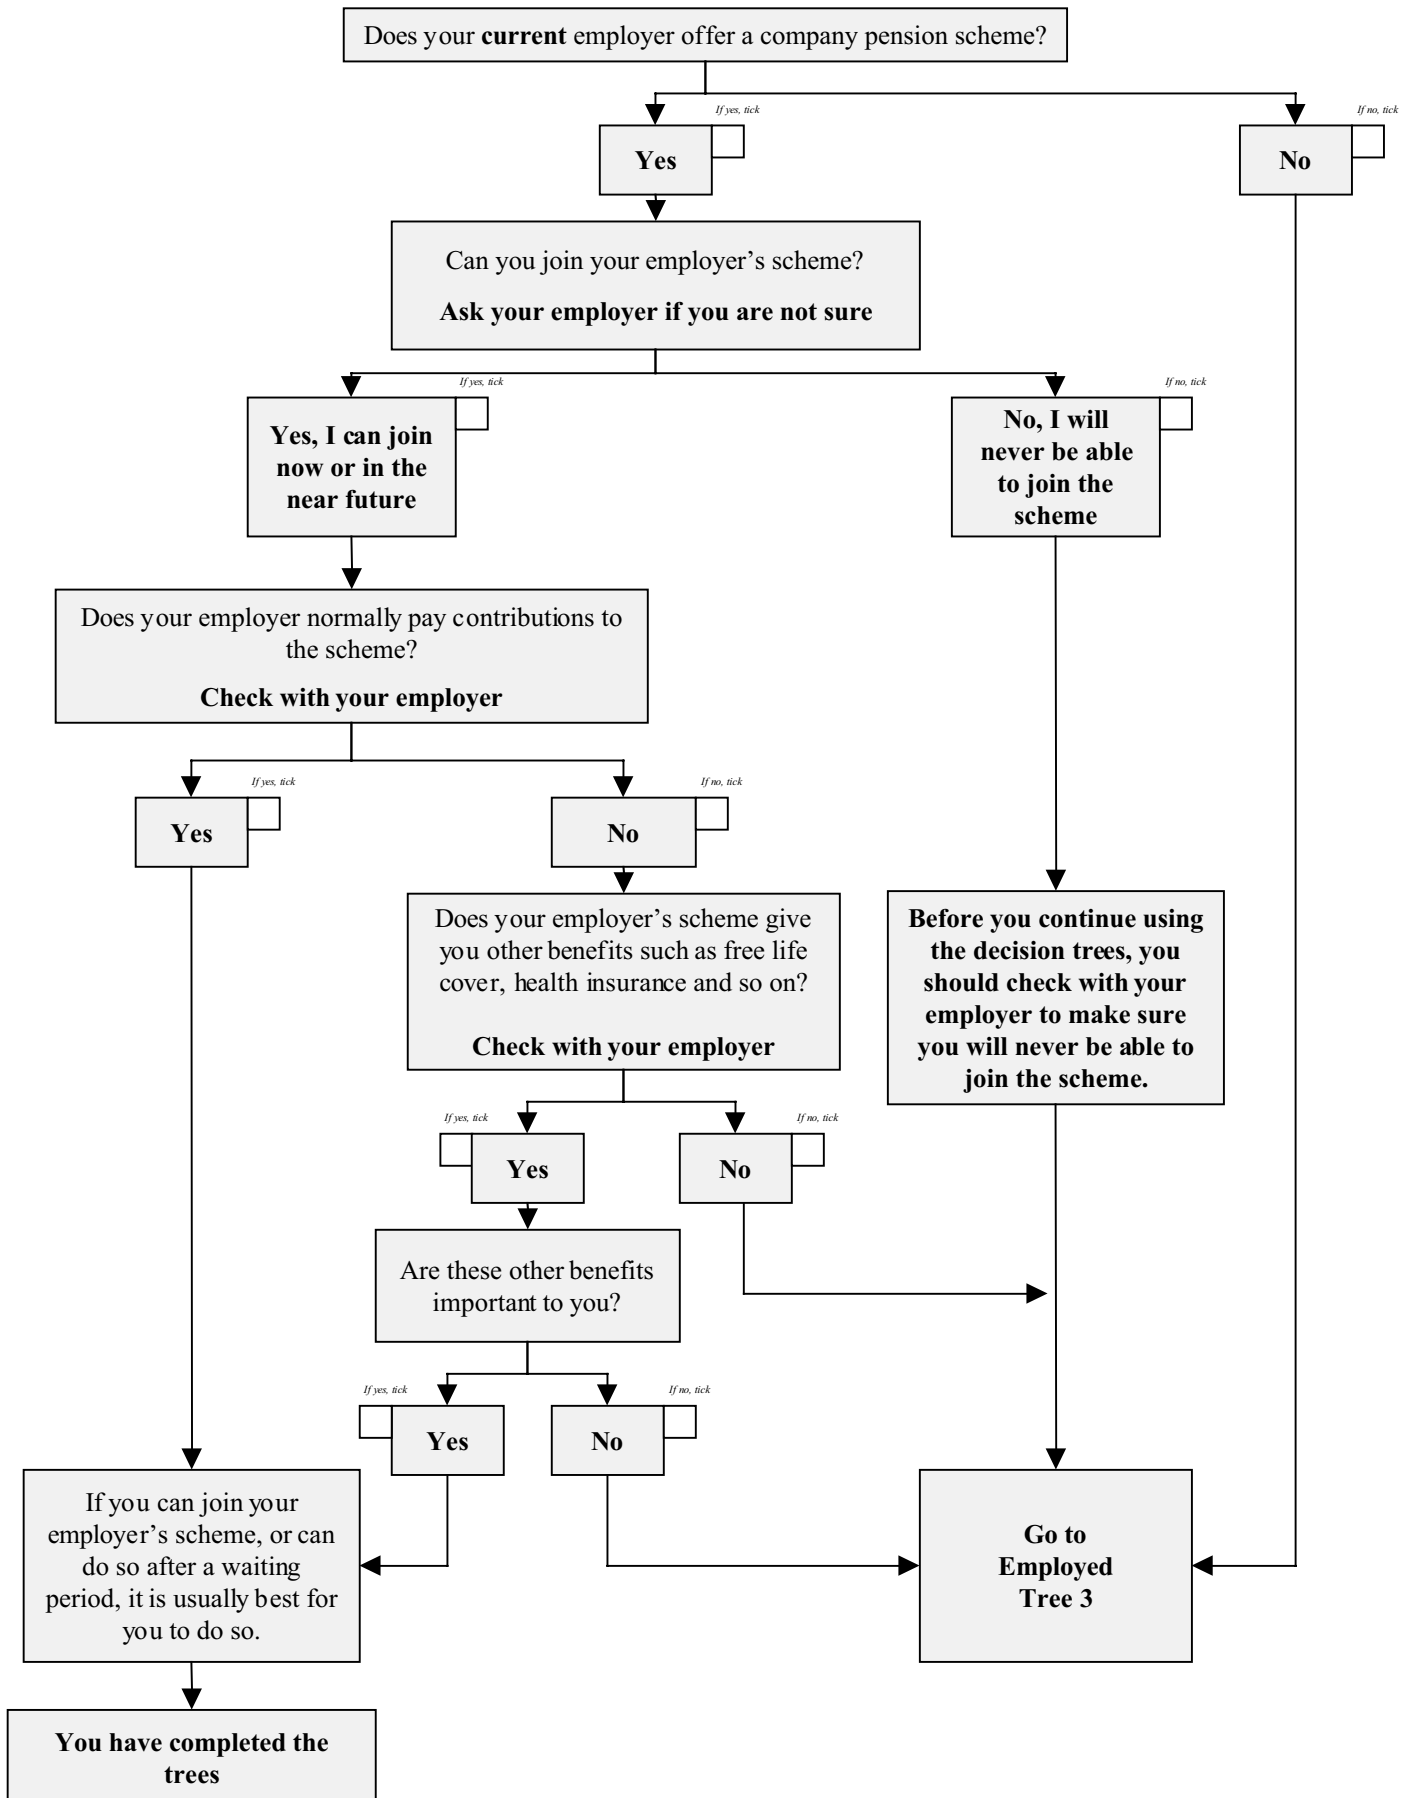 Does your current employer offer a company pension scheme?
If yes, tick
If no, tick
Yes
No
Can you join your employer’s scheme?
Ask your employer if you are not sure
If yes, tick
If no, tick
Yes, I can join
now or in the
near future
No, I will
never be able
to join the
scheme
Does your employer normally pay contributions to
the scheme?
Check with your employer
If yes, tick
If no, tick
Yes
No
Does your employer’s scheme give
you other benefits such as free life
cover, health insurance and so on?
Check with your employer
Before you continue using
the decision trees, you
should check with your
employer to make sure
you will never be able to
join the scheme.
If yes, tick
If no, tick
Yes
No
Are these other benefits
important to you?
If yes, tick
If no, tick
Yes
No
If you can join your
employer’s scheme, or can
do so after a waiting
period, it is usually best for
you to do so.
Go to
Employed
Tree 3
You have completed the
trees